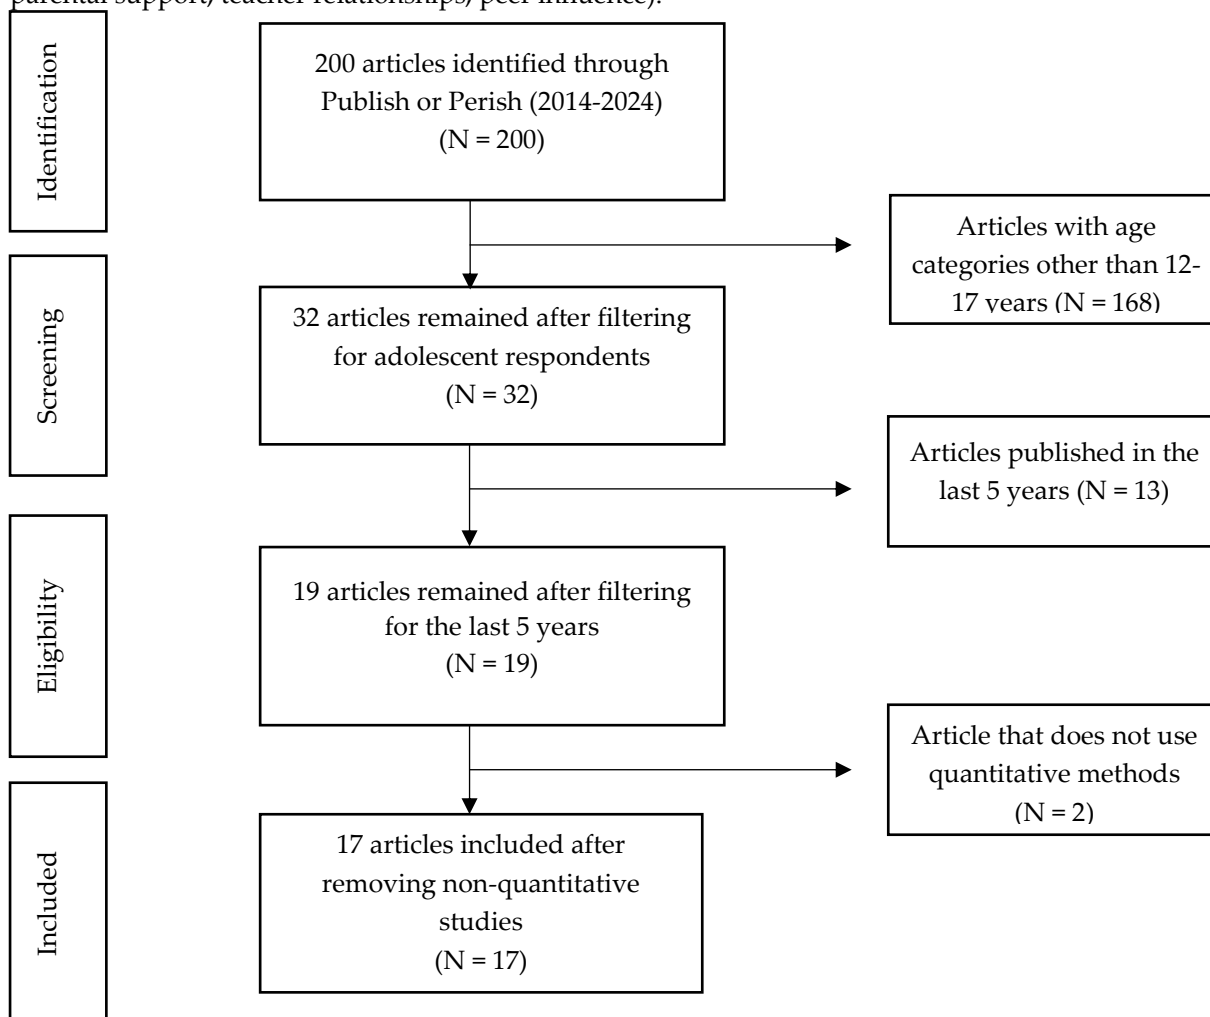 parental support, teacher relationships, peer influence).
Identification
200 articles identified through
Publish or Perish (2014-2024)
(N = 200)
Articles with age
categories other than 12-
17 years (N = 168)
Screening
32 articles remained after filtering
for adolescent respondents
(N = 32)
Articles published in the
last 5 years (N = 13)
Eligibility
19 articles remained after filtering
for the last 5 years
(N = 19)
Article that does not use
quantitative methods
(N = 2)
Included
17 articles included after
removing non-quantitative
studies
(N = 17)